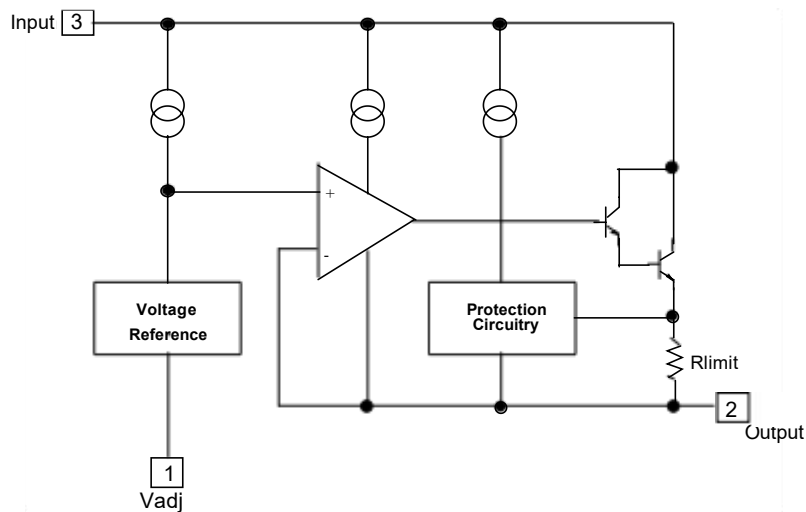 Input 3
+
-
Voltage
Reference
Protection
Circuitry
Rlimit
2
Output
1
Vadj